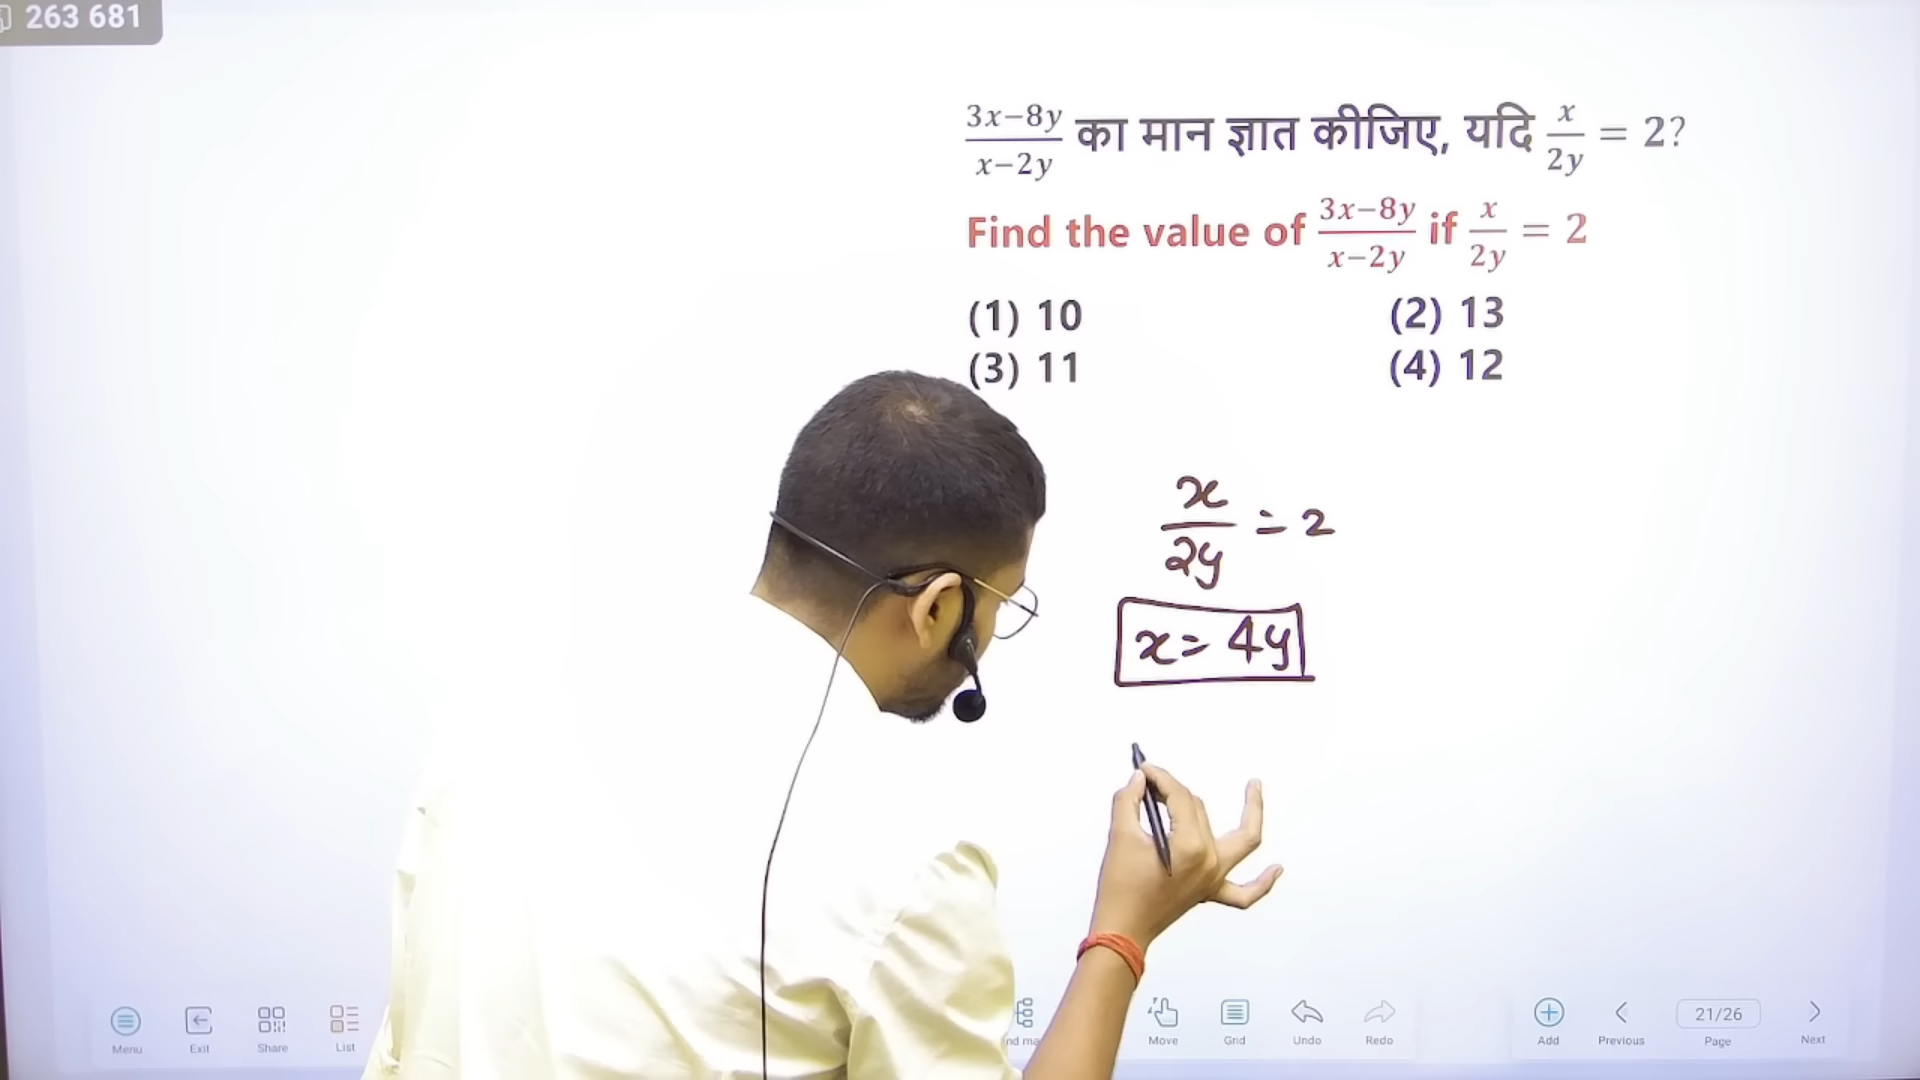 263 681
3x−8y / x−2y का मान ज्ञात कीजिए, यदि x / 2y = 2?
Find the value of 3x−8y / x−2y if x / 2y = 2
(1) 10 (2) 13
(3) 11 (4) 12
x / 2y = 2
x = 4y
Menu Exit Share List nd ma Move Grid Undo Redo Add Previous 21/26 Page Next